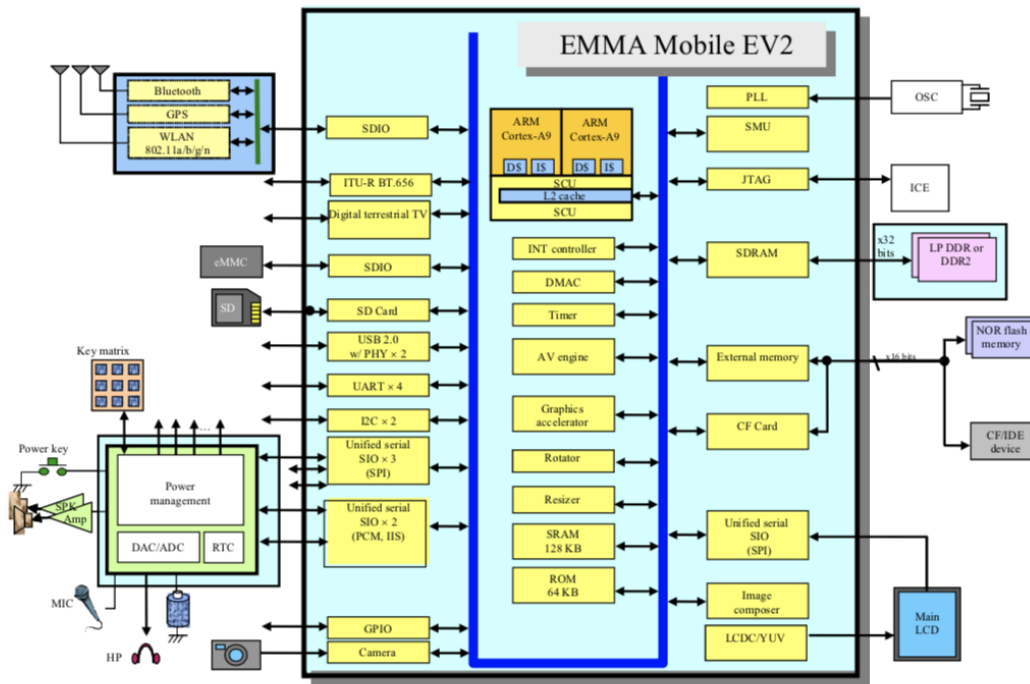 EMMA Mobile EV2
Bluetooth
GPS
WLAN
802.11a/b/g/n
eMMC
SD
Key matrix
...
Power key
Power
management
SPK
Amp
DAC/ADC
RTC
MIC
HP
SDIO
ITU-R BT.656
Digital terrestrial TV
SDIO
SD Card
USB 2.0
w/ PHY × 2
UART × 4
I2C × 2
Unified serial
SIO × 3
(SPI)
Unified serial
SIO × 2
(PCM, IIS)
GPIO
Camera
ARM
Cortex-A9
D$
I$
ARM
Cortex-A9
D$
I$
SCU
L2 cache
SCU
INT controller
DMAC
Timer
AV engine
Graphics
accelerator
Rotator
Resizer
SRAM
128 KB
ROM
64 KB
PLL
SMU
JTAG
SDRAM
External memory
CF Card
Unified serial
SIO
(SPI)
Image
composer
LCDC/YUV
OSC
ICE
x32
bits
LP DDR or
DDR2
x16 bits
NOR flash
memory
CF/IDE
device
Main
LCD